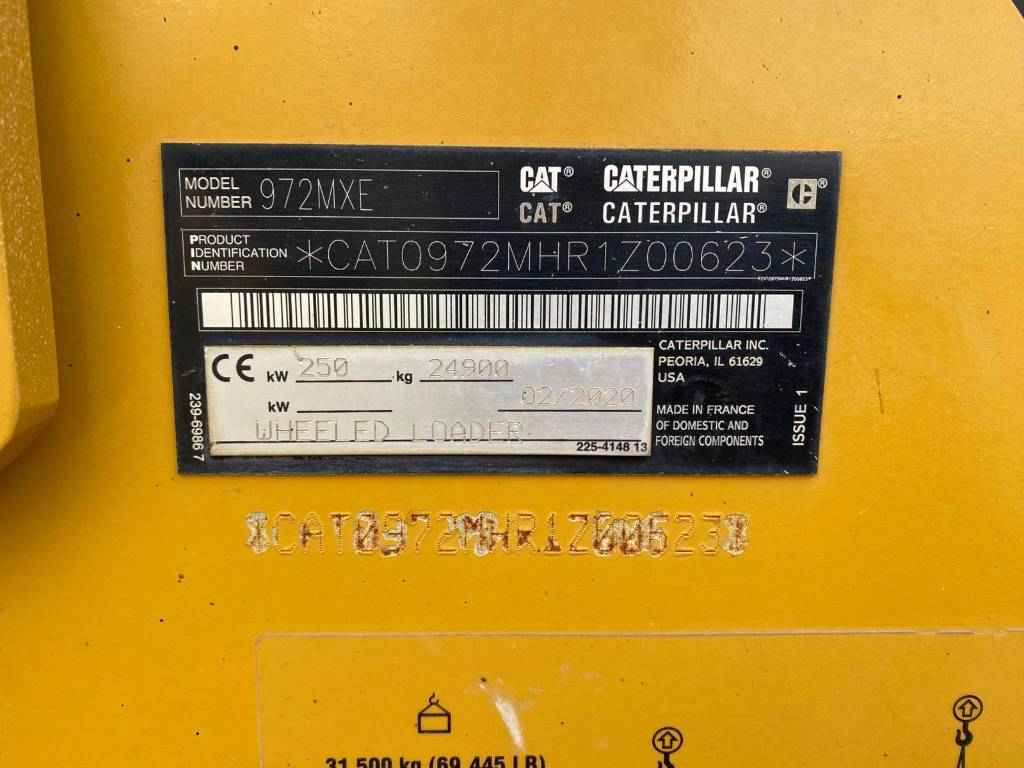 MODEL NUMBER 972MXE
CAT® CATERPILLAR®
CAT® CATERPILLAR®
C®
PRODUCT IDENTIFICATION NUMBER *CAT0972MHR1Z00623*
CE kW 250 kg 24900
kW 02/2020
WHEELED LOADER
225-4148 13
239-6986 7
CATERPILLAR INC.
PEORIA, IL 61629
USA
MADE IN FRANCE
OF DOMESTIC AND
FOREIGN COMPONENTS
ISSUE 1
*CAT0972MHR1Z00623*
31 500 kg (69 445 LB)